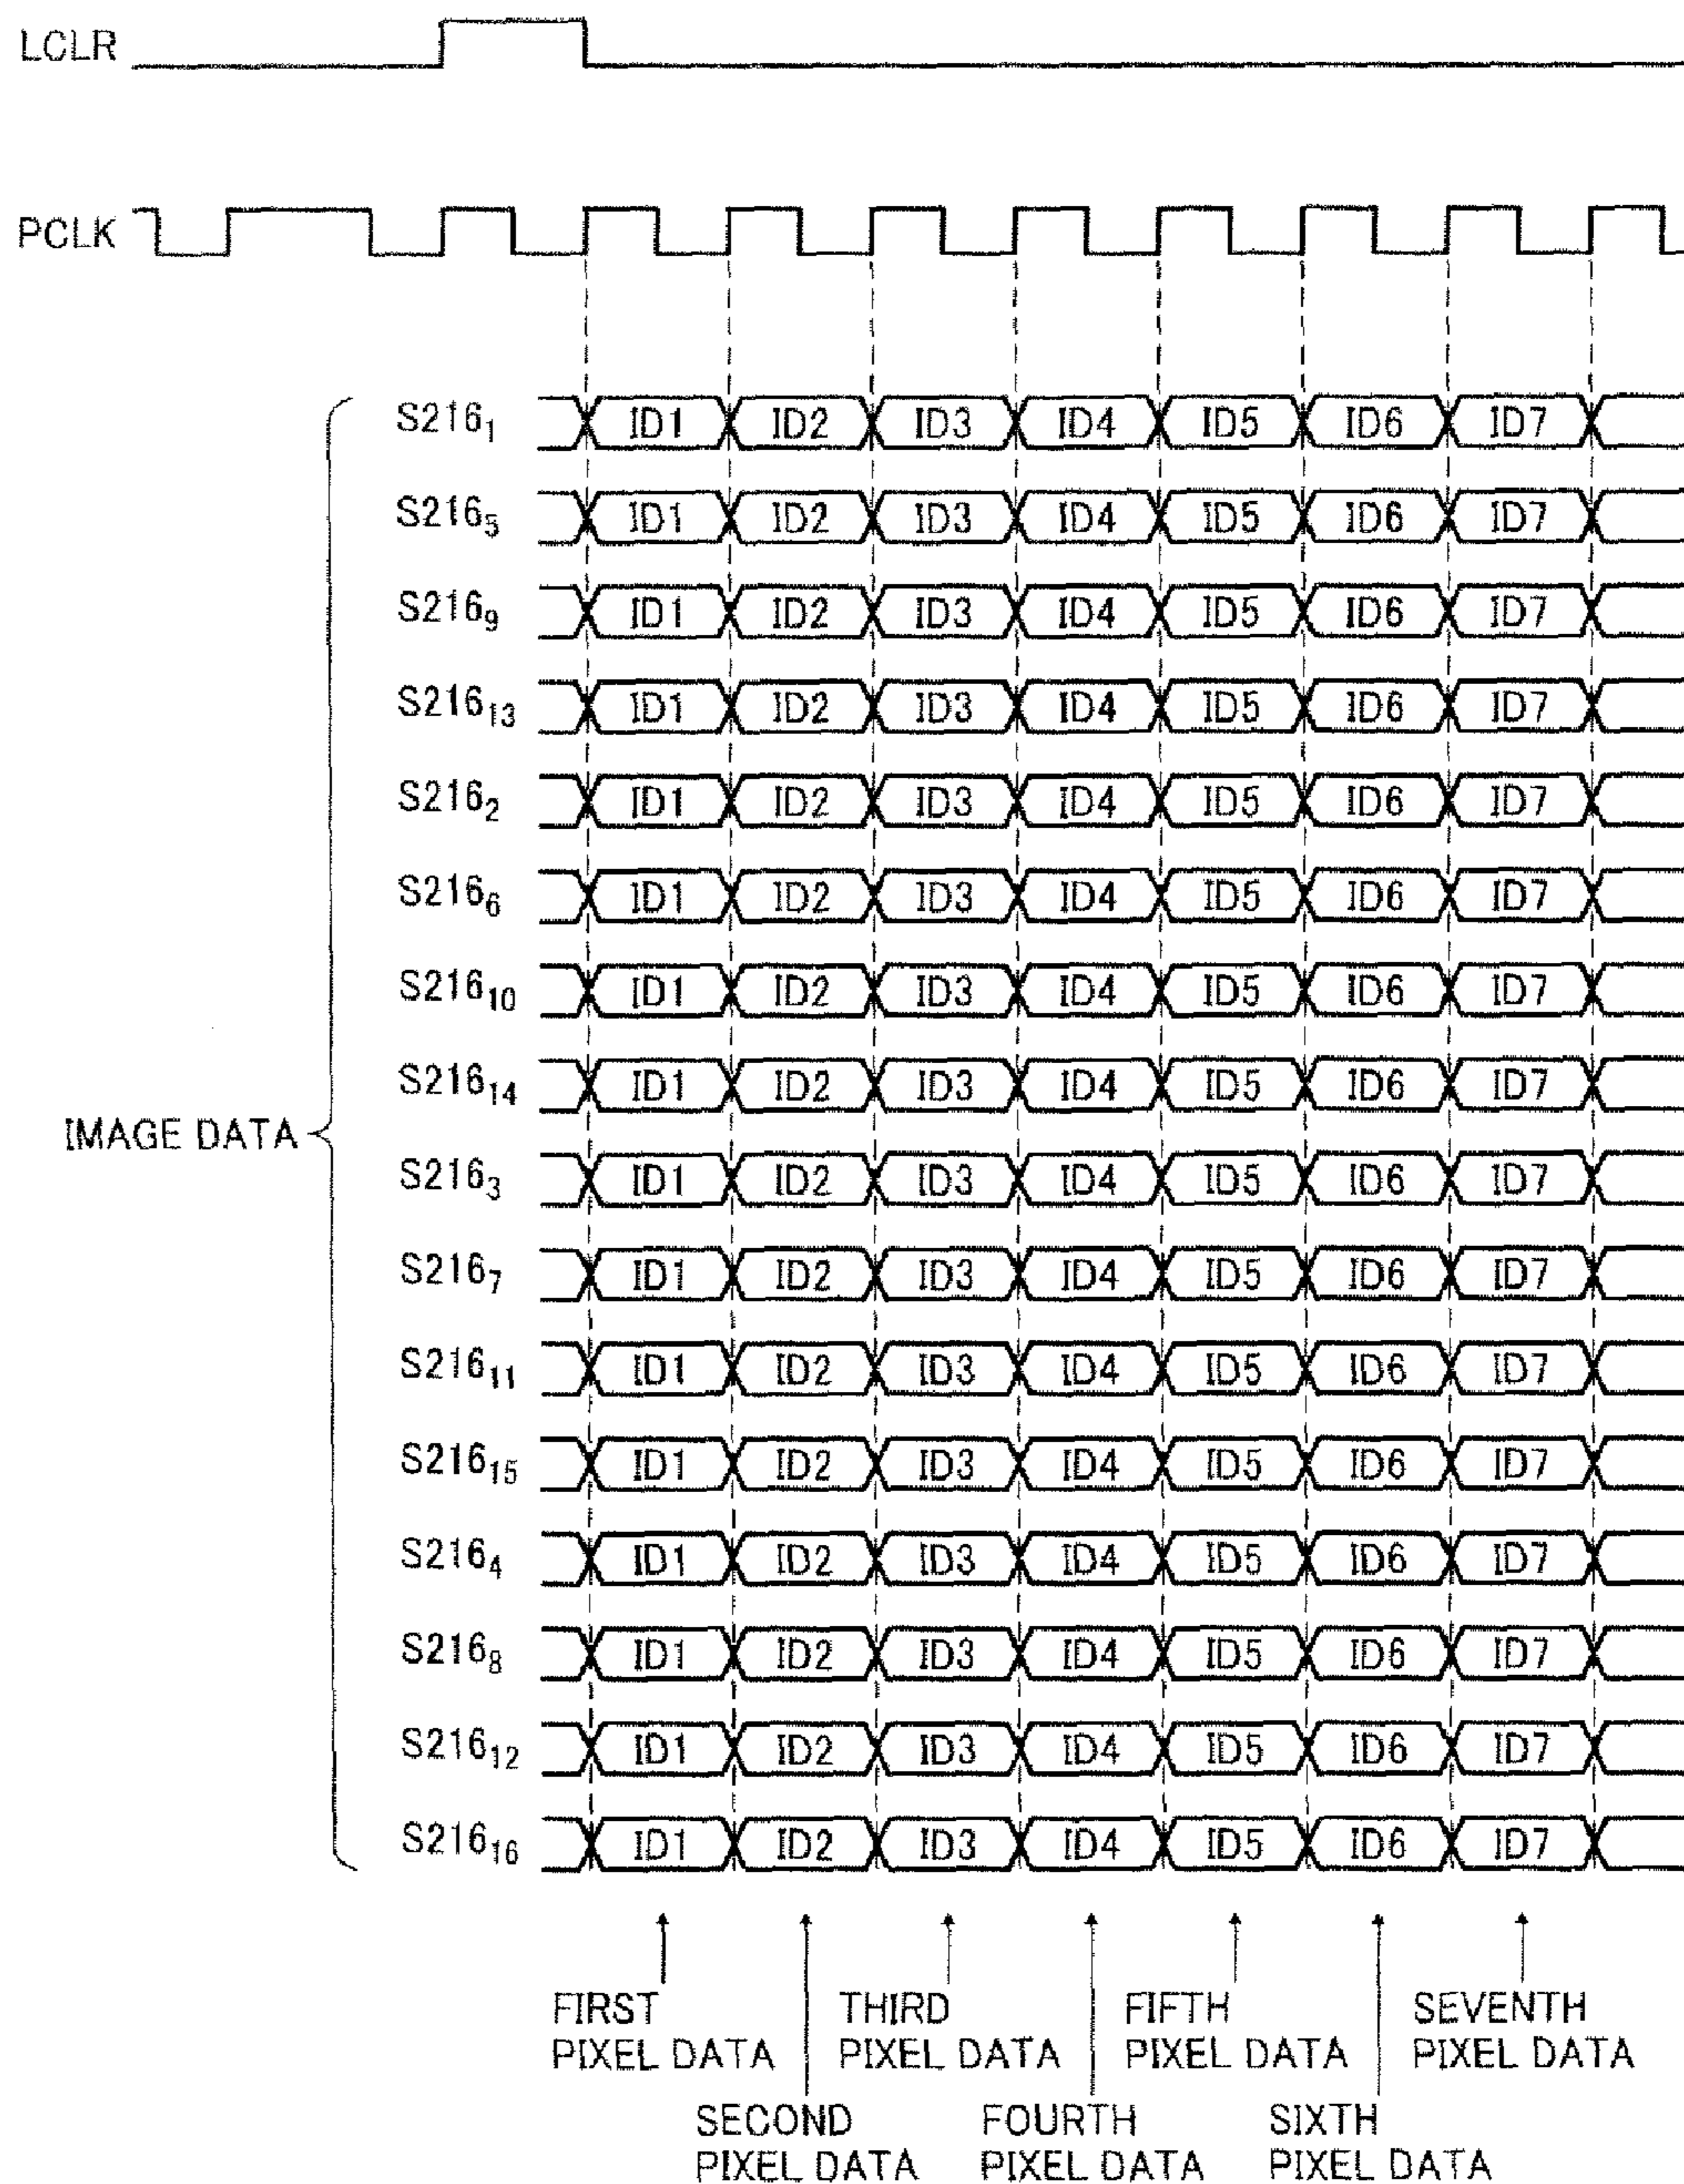 LCLR
PCLK
S216₁ ID1 ID2 ID3 ID4 ID5 ID6 ID7
S216₅ ID1 ID2 ID3 ID4 ID5 ID6 ID7
S216₉ ID1 ID2 ID3 ID4 ID5 ID6 ID7
S216₁₃ ID1 ID2 ID3 ID4 ID5 ID6 ID7
S216₂ ID1 ID2 ID3 ID4 ID5 ID6 ID7
S216₆ ID1 ID2 ID3 ID4 ID5 ID6 ID7
S216₁₀ ID1 ID2 ID3 ID4 ID5 ID6 ID7
S216₁₄ ID1 ID2 ID3 ID4 ID5 ID6 ID7
IMAGE DATA
S216₃ ID1 ID2 ID3 ID4 ID5 ID6 ID7
S216₇ ID1 ID2 ID3 ID4 ID5 ID6 ID7
S216₁₁ ID1 ID2 ID3 ID4 ID5 ID6 ID7
S216₁₅ ID1 ID2 ID3 ID4 ID5 ID6 ID7
S216₄ ID1 ID2 ID3 ID4 ID5 ID6 ID7
S216₈ ID1 ID2 ID3 ID4 ID5 ID6 ID7
S216₁₂ ID1 ID2 ID3 ID4 ID5 ID6 ID7
S216₁₆ ID1 ID2 ID3 ID4 ID5 ID6 ID7
FIRST
PIXEL DATA
SECOND
PIXEL DATA
THIRD
PIXEL DATA
FOURTH
PIXEL DATA
FIFTH
PIXEL DATA
SIXTH
PIXEL DATA
SEVENTH
PIXEL DATA